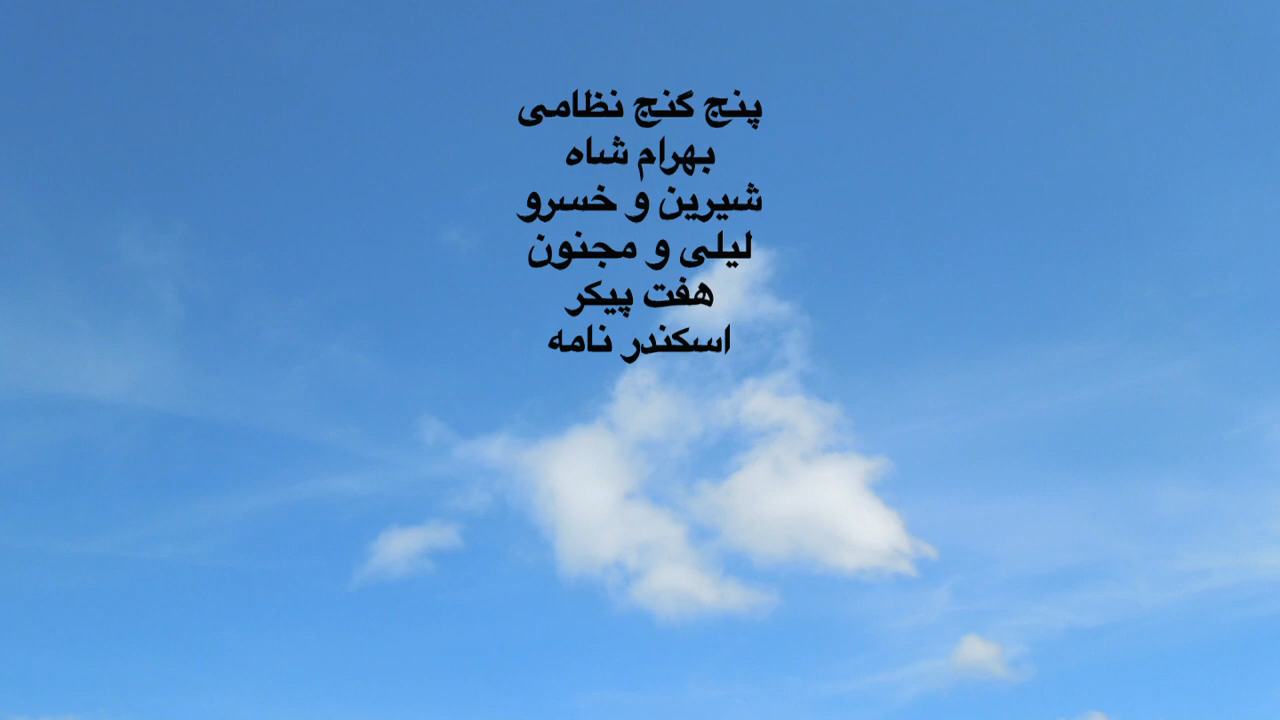 پنج گنج نظامی
بهرام شاه
شیرین و خسرو
لیلی و مجنون
هفت پیکر
اسکندر نامه